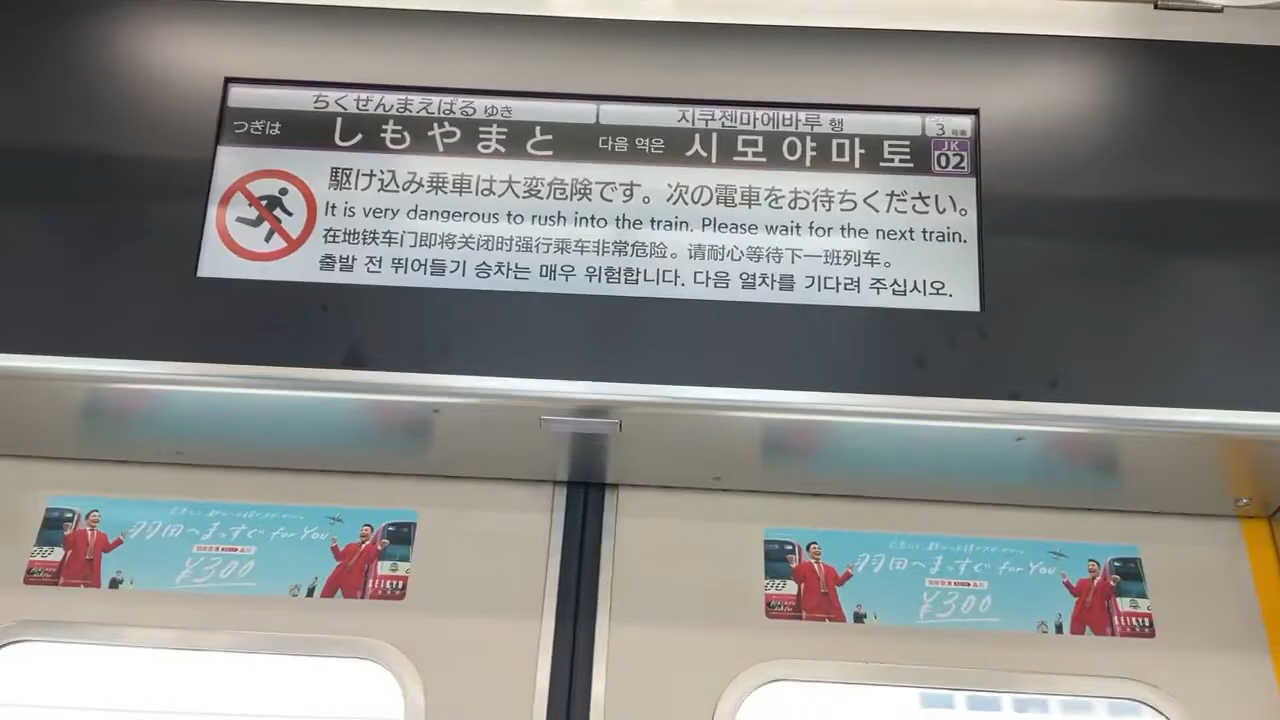 ちくぜんまえばる ゆき
지쿠젠마에바루 행
3 号車
つぎは しもやまと
다음 역은 시모야마토
JK
02
駆け込み乗車は大変危険です。次の電車をお待ちください。
It is very dangerous to rush into the train. Please wait for the next train.
在地铁车门即将关闭时强行乘车非常危险。请耐心等待下一班列车。
출발 전 뛰어들기 승차는 매우 위험합니다. 다음 열차를 기다려 주십시오.
羽田へまっすぐ for You
¥300
羽田へまっすぐ for You
¥300